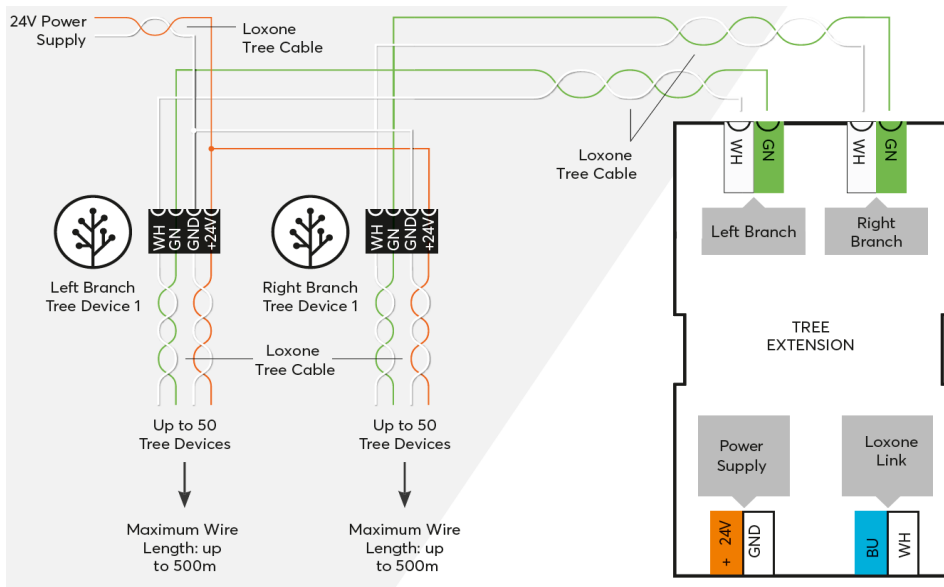 24V Power
Supply
Loxone
Tree Cable
Loxone
Tree Cable
WH
GN
WH
GN
Left Branch
Right
Branch
WH
GN
GND
+24V
WH
GN
GND
+24V
Left Branch
Tree Device 1
Right Branch
Tree Device 1
TREE
EXTENSION
Loxone
Tree Cable
Up to 50
Tree Devices
Up to 50
Tree Devices
Power
Supply
Loxone
Link
Maximum Wire
Length: up
to 500m
Maximum Wire
Length: up
to 500m
+ 24V
GND
BU
WH